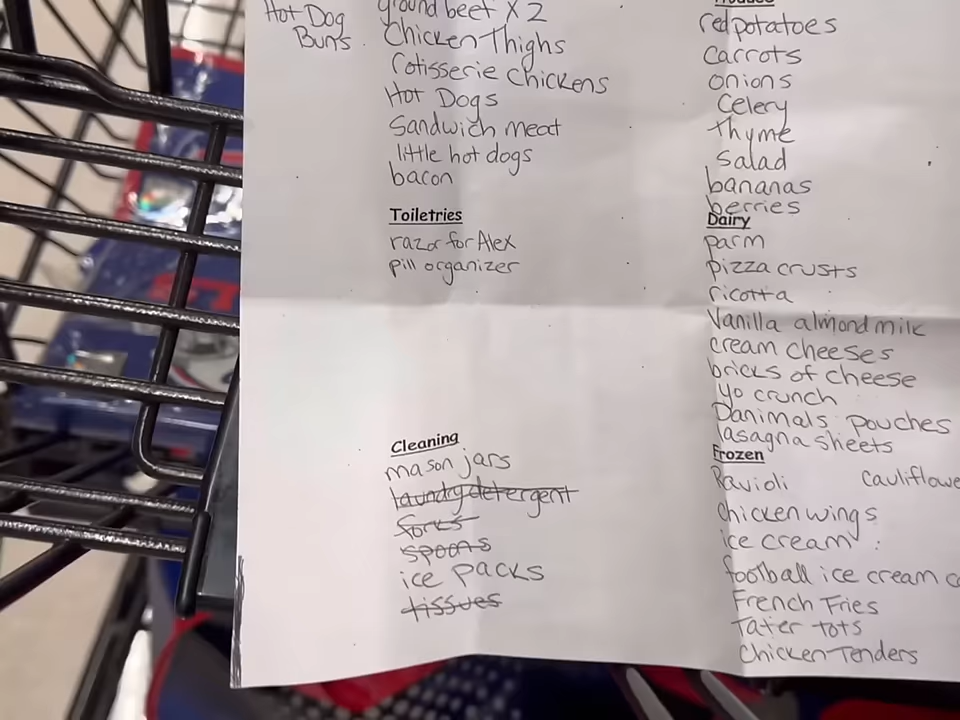 Hot Dog
Buns
ground beef x 2
Chicken Thighs
Rotisserie Chickens
Hot Dogs
Sandwich meat
little hot dogs
bacon
Toiletries
razor for Alex
pill organizer
Cleaning
mason jars
laundry detergent
forks
spoons
ice packs
tissues
Produce
red potatoes
carrots
onions
Celery
Thyme
salad
bananas
berries
Dairy
parm
pizza crusts
ricotta
Vanilla almond milk
cream cheeses
bricks of cheese
yo crunch
Danimals pouches
lasagna sheets
Frozen
Ravioli
chicken wings
ice cream
football ice cream
French Fries
Tater tots
Chicken Tenders